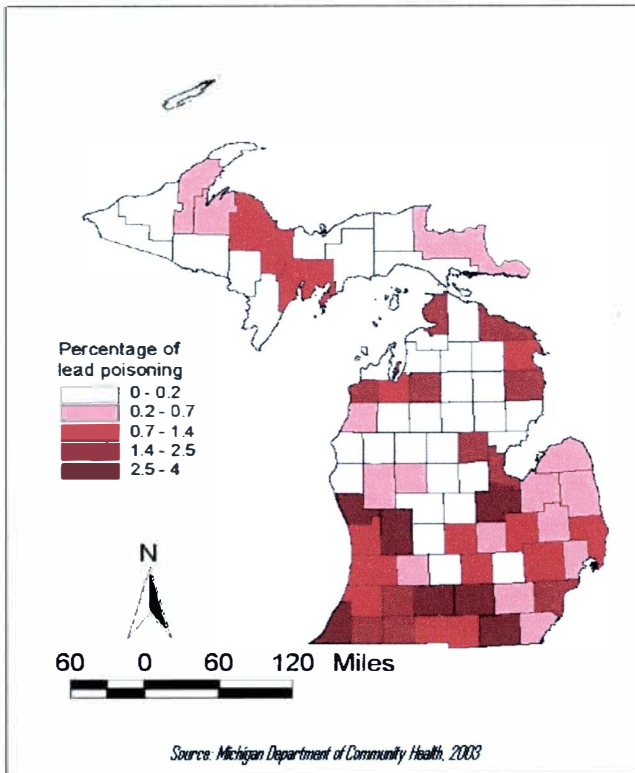 Percentage of
lead poisoning
0 - 0.2
0.2 - 0.7
0.7 - 1.4
1.4 - 2.5
2.5 - 4
N
60 0 60 120 Miles
Source: Michigan Department of Community Health, 2003